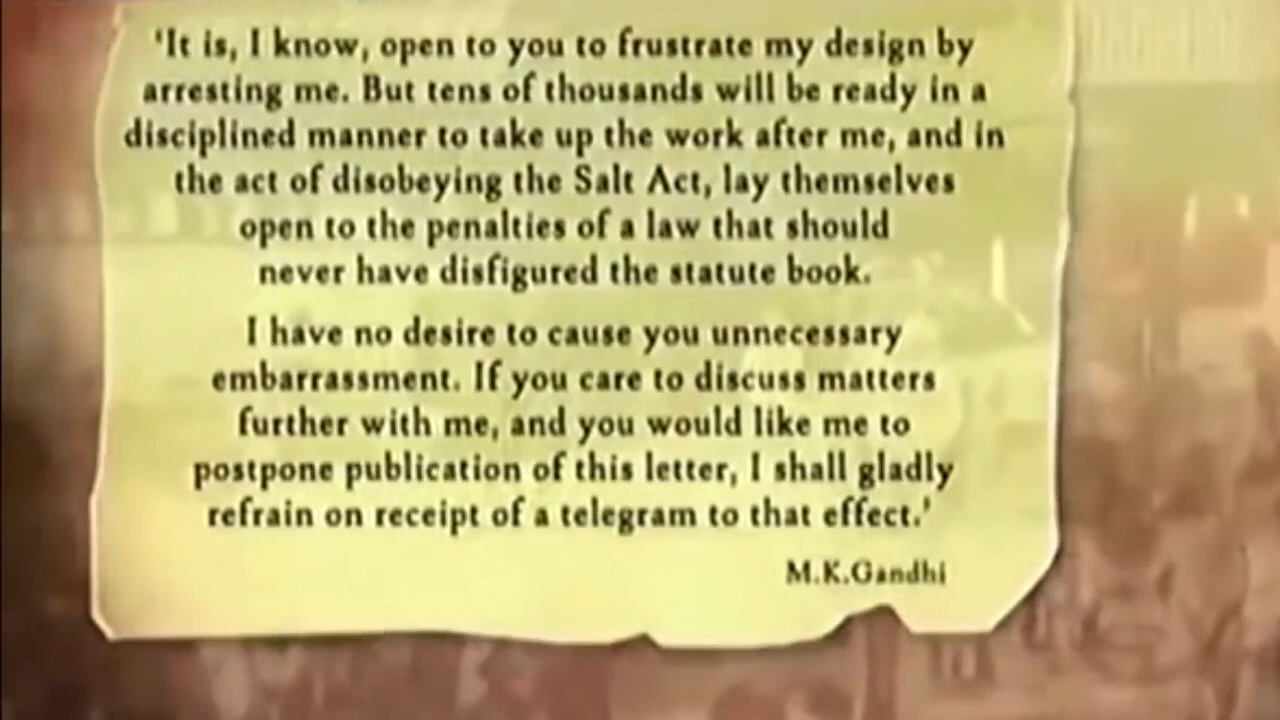 'It is, I know, open to you to frustrate my design by
arresting me. But tens of thousands will be ready in a
disciplined manner to take up the work after me, and in
the act of disobeying the Salt Act, lay themselves
open to the penalties of a law that should
never have disfigured the statute book.
I have no desire to cause you unnecessary
embarrassment. If you care to discuss matters
further with me, and you would like me to
postpone publication of this letter, I shall gladly
refrain on receipt of a telegram to that effect.'
M.K.Gandhi